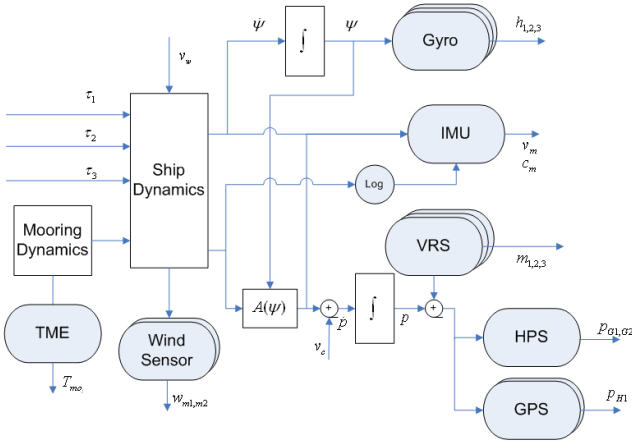 ψ̇
ψ
∫
Gyro
h1,2,3
vw
τ1
τ2
τ3
Ship
Dynamics
IMU
vm
cm
Log
Mooring
Dynamics
VRS
m1,2,3
A(ψ)
+
ṗ
∫
p
+
−
vc
TME
Wind
Sensor
HPS
pG1,G2
Tmo,
wm1,m2
GPS
pH1